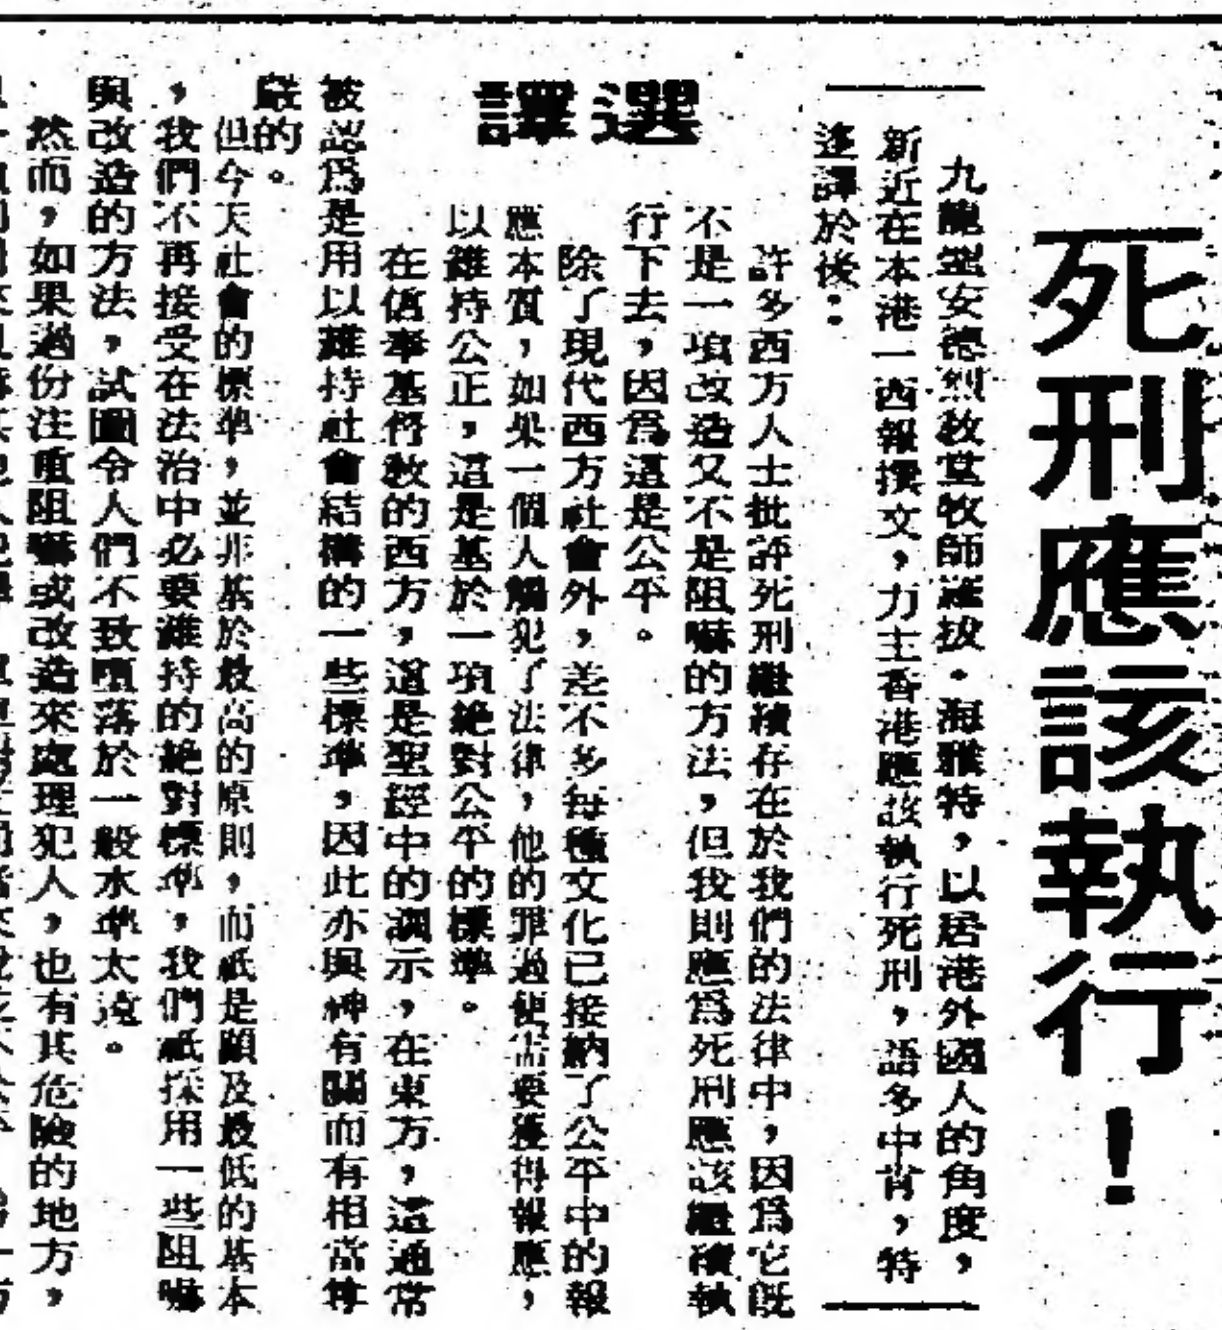 死刑應該執行！
九龍聖安德烈教堂牧師羅拔・海雅特，以居港外國人的角度，
新近在本港一西報撰文，力主香港應該執行死刑，語多中肯，特
逐譯於後：
選譯
許多西方人士批評死刑繼續存在於我們的法律中，因爲它既
不是一項改造又不是阻嚇的方法，但我則應爲死刑應該繼續執
行下去，因爲這是公平。
除了現代西方社會外，差不多每種文化已接納了公平中的報
應本質，如果一個人觸犯了法律，他的罪過便需要獲得報應，
以維持公正，這是基於一項絶對公平的標準。
在信奉基督教的西方，這是聖經中的訓示，在東方，這通常
被認爲是用以維持社會結構的一些標準，因此亦與神有關而有相當尊
嚴的。
但今天社會的標準，並非基於最高的原則，而祇是顧及最低的基本
，我們不再接受在法治中必要維持的絶對標準，我們祇採用一些阻嚇
與改造的方法，試圖令人們不致墮落於一般水準太遠。
然而，如果過份注重阻嚇或改造來處理犯人，也有其危險的地方，